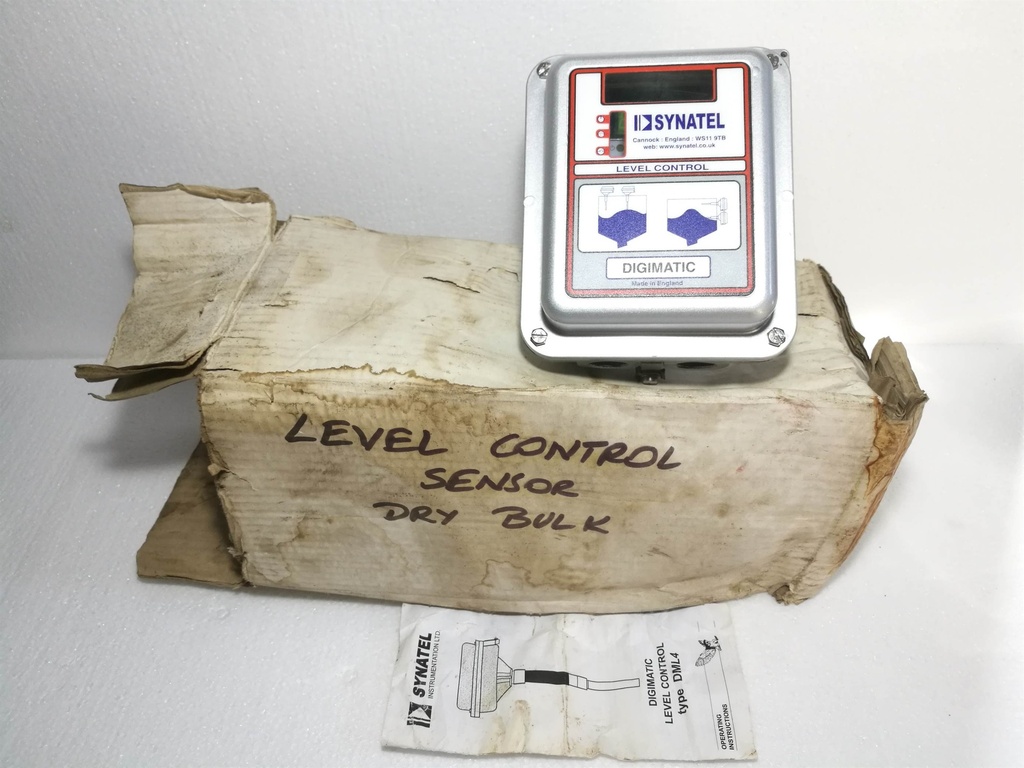 SYNATEL
Cannock : England : WS11 9TB
web: www.synatel.co.uk
LEVEL CONTROL
DIGIMATIC
Made in England
LEVEL CONTROL
SENSOR
DRY BULK
SYNATEL
INSTRUMENTATION LTD.
DIGIMATIC
LEVEL CONTROL
type DML4
OPERATING
INSTRUCTIONS